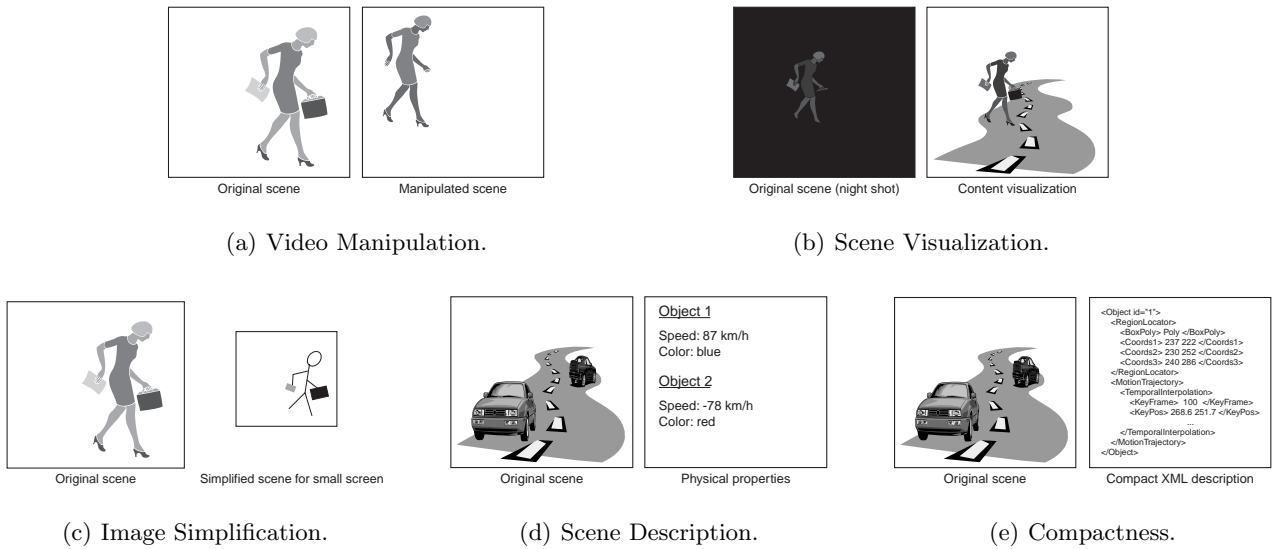 Original scene
Manipulated scene
(a) Video Manipulation.
Original scene (night shot)
Content visualization
(b) Scene Visualization.
Original scene
Simplified scene for small screen
(c) Image Simplification.
Object 1
Speed: 87 km/h
Color: blue
Object 2
Speed: -78 km/h
Color: red
Original scene
Physical properties
(d) Scene Description.
<Object id="1">
<RegionLocator>
<BoxPoly> Poly </BoxPoly>
<Coords1> 237 222 </Coords1>
<Coords2> 230 252 </Coords2>
<Coords3> 240 286 </Coords3>
</RegionLocator>
<MotionTrajectory>
<TemporalInterpolation>
<KeyFrame> 100 </KeyFrame>
<KeyPos> 268.6 251.7 </KeyPos>
...
</TemporalInterpolation>
</MotionTrajectory>
</Object>
Original scene
Compact XML description
(e) Compactness.